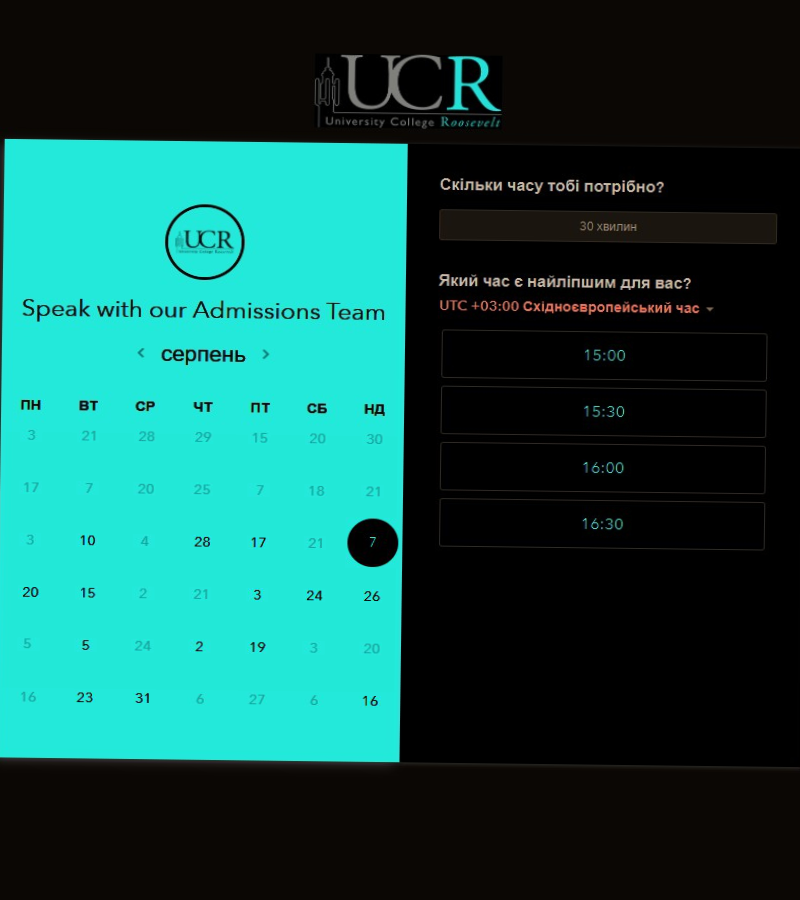 UCR
University College Roosevelt
UCR
Speak with our Admissions Team
серпень
ПН ВТ СР ЧТ ПТ СБ НД
3 21 28 29 15 20 30
17 7 20 25 7 18 21
3 10 4 28 17 21 7
20 15 2 21 3 24 26
5 5 24 2 19 3 20
16 23 31 6 27 6 16
Скільки часу тобі потрібно?
30 хвилин
Який час є найліпшим для вас?
UTC +03:00 Східноєвропейський час
15:00
15:30
16:00
16:30